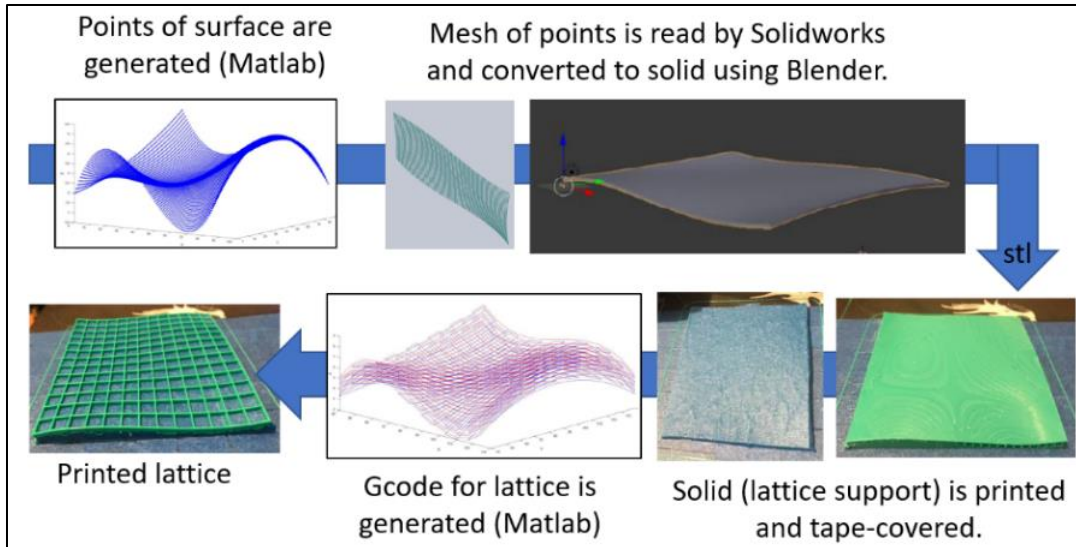 Points of surface are
generated (Matlab)
Mesh of points is read by Solidworks
and converted to solid using Blender.
stl
Printed lattice
Gcode for lattice is
generated (Matlab)
Solid (lattice support) is printed
and tape-covered.